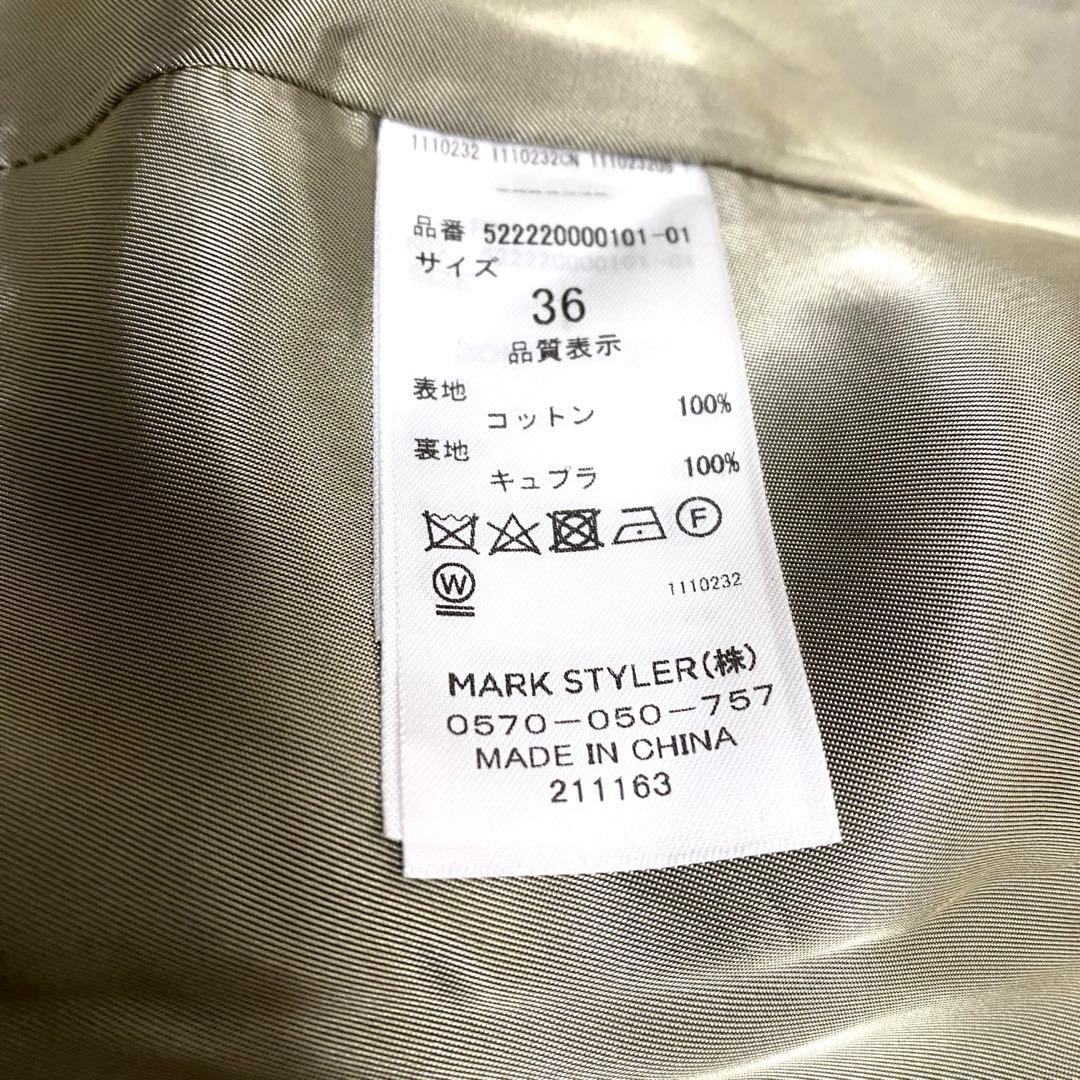 1110232 1110232CN
品番 522220000101-01
サイズ
36
品質表示
表地
コットン 100%
裏地
キュプラ 100%
F
W
1110232
MARK STYLER(株)
0570-050-757
MADE IN CHINA
211163